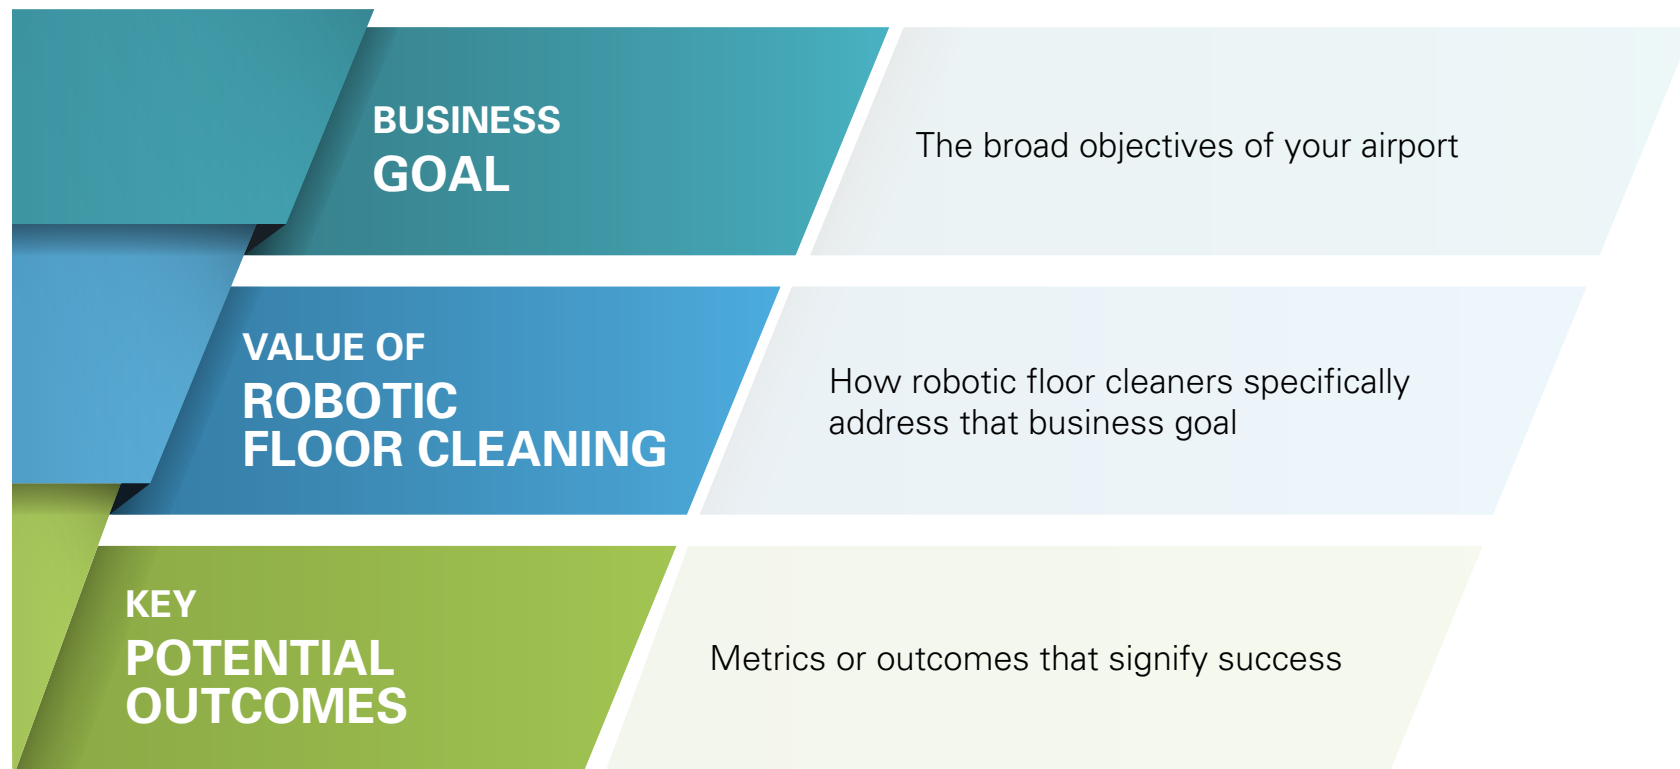 BUSINESS
GOAL
The broad objectives of your airport
VALUE OF
ROBOTIC
FLOOR CLEANING
How robotic floor cleaners specifically
address that business goal
KEY
POTENTIAL
OUTCOMES
Metrics or outcomes that signify success